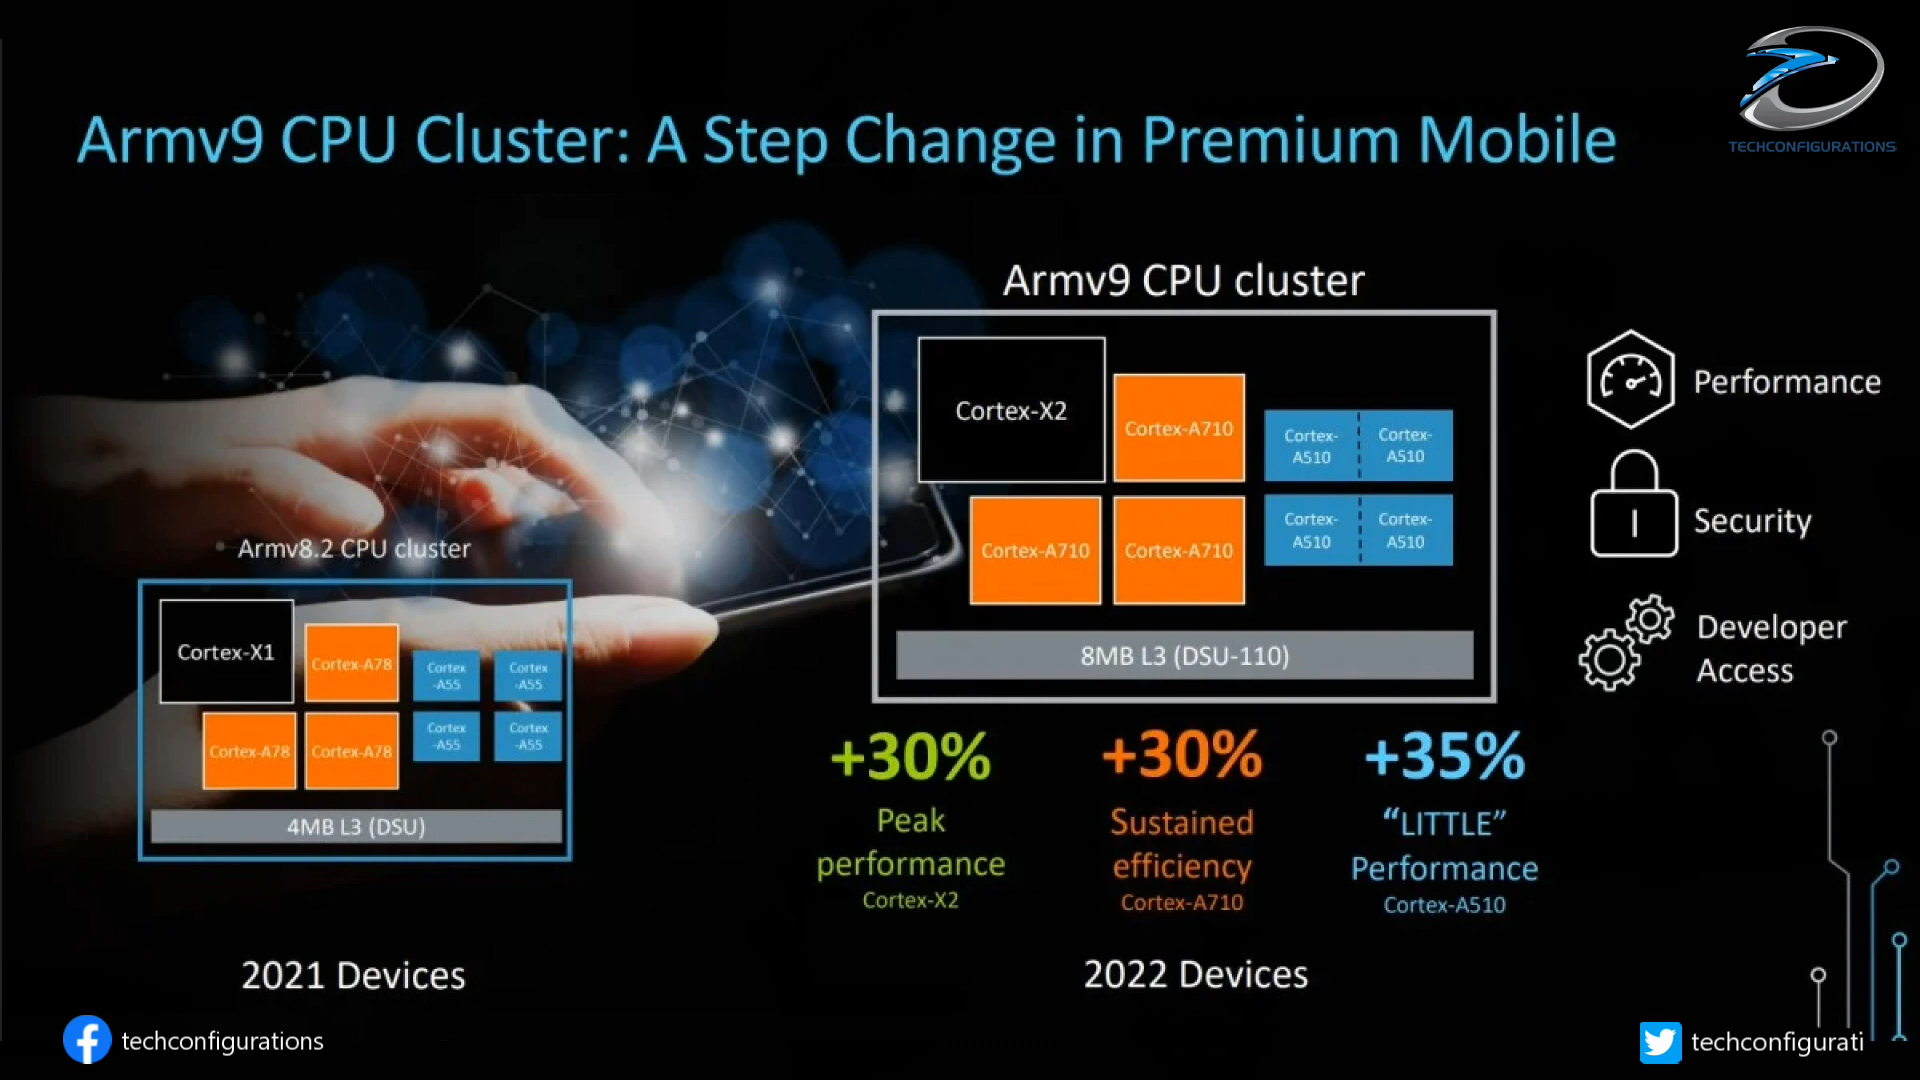 TECHCONFIGURATIONS
Armv9 CPU Cluster: A Step Change in Premium Mobile
Armv8.2 CPU cluster
Cortex-X1
Cortex-A78
Cortex
-A55
Cortex
-A55
Cortex-A78
Cortex-A78
Cortex
-A55
Cortex
-A55
4MB L3 (DSU)
2021 Devices
Armv9 CPU cluster
Cortex-X2
Cortex-A710
Cortex-
A510
Cortex-
A510
Cortex-A710
Cortex-A710
Cortex-
A510
Cortex-
A510
8MB L3 (DSU-110)
+30%
Peak
performance
Cortex-X2
+30%
Sustained
efficiency
Cortex-A710
+35%
“LITTLE”
Performance
Cortex-A510
2022 Devices
Performance
Security
Developer
Access
techconfigurations
techconfigurati